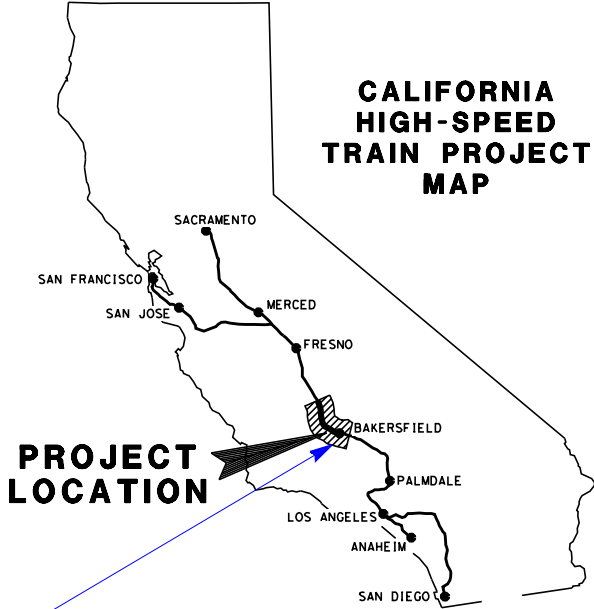 CALIFORNIA
HIGH-SPEED
TRAIN PROJECT
MAP
SACRAMENTO
SAN FRANCISCO
MERCED
SAN JOSE
FRESNO
BAKERSFIELD
PROJECT
LOCATION
PALMDALE
LOS ANGELES
ANAHEIM
SAN DIEGO